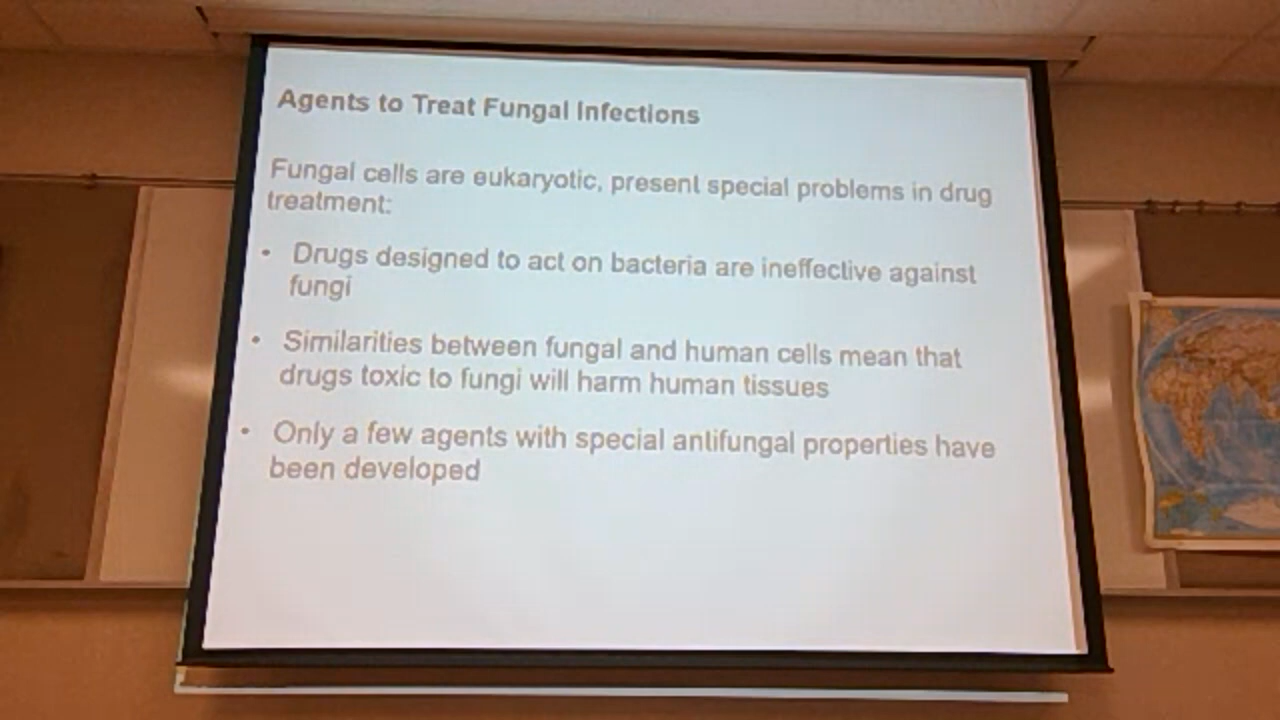 Agents to Treat Fungal Infections
Fungal cells are eukaryotic, present special problems in drug
treatment:
• Drugs designed to act on bacteria are ineffective against
fungi
• Similarities between fungal and human cells mean that
drugs toxic to fungi will harm human tissues
• Only a few agents with special antifungal properties have
been developed